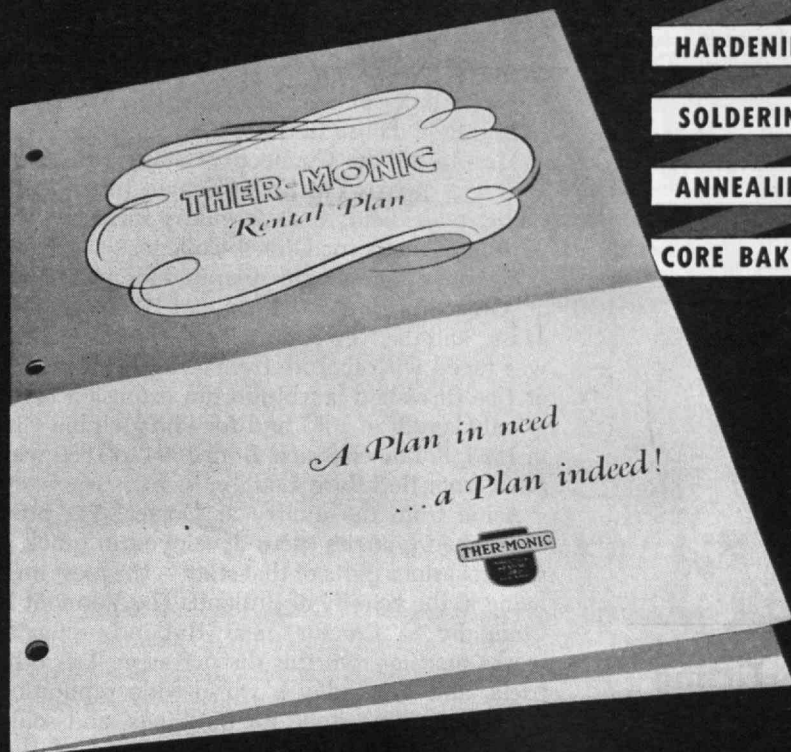 HARDENI
SOLDERIN
ANNEALI
CORE BAK
THER-MONIC
Rental Plan
A Plan in need
...a Plan indeed!
THER-MONIC